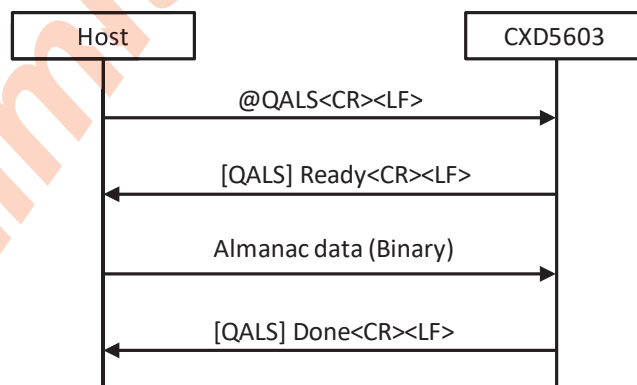 Host
CXD5603
@QALS<CR><LF>
[QALS] Ready<CR><LF>
Almanac data (Binary)
[QALS] Done<CR><LF>